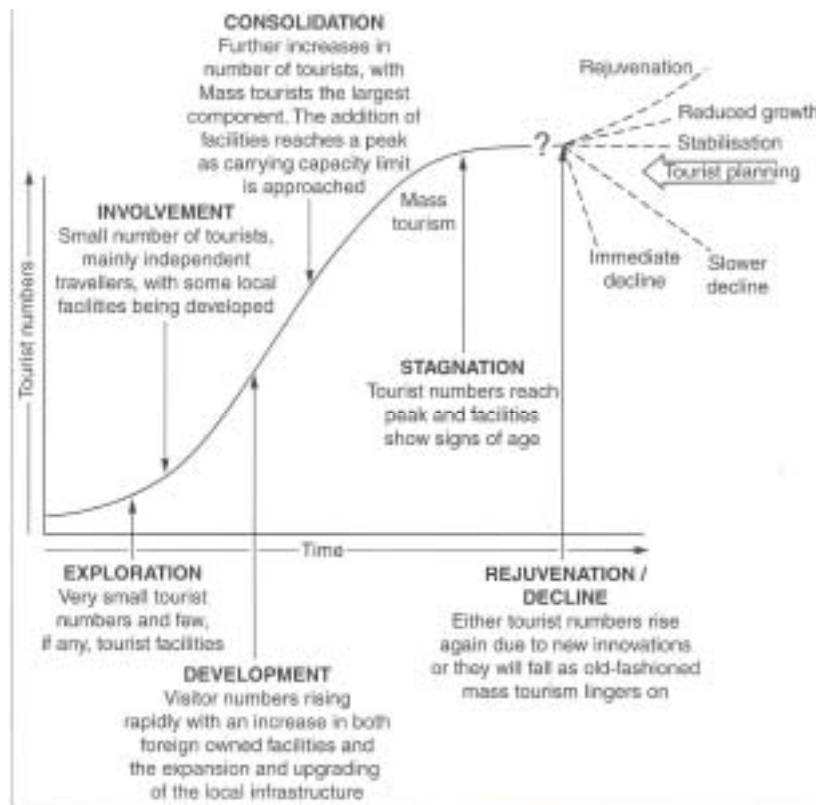 CONSOLIDATION
Further increases in
number of tourists, with
Mass tourists the largest
component. The addition of
facilities reaches a peak
as carrying capacity limit
is approached
INVOLVEMENT
Small number of tourists,
mainly independent
travellers, with some local
facilities being developed
Rejuvenation
Reduced growth
Stabilisation
Tourist planning
?
Mass
tourism
Immediate
decline
Slower
decline
Tourist numbers
STAGNATION
Tourist numbers reach
peak and facilities
show signs of age
Time
EXPLORATION
Very small tourist
numbers and few,
if any, tourist facilities
DEVELOPMENT
Visitor numbers rising
rapidly with an increase in both
foreign owned facilities and
the expansion and upgrading
of the local infrastructure
REJUVENATION /
DECLINE
Either tourist numbers rise
again due to new innovations
or they will fall as old-fashioned
mass tourism lingers on